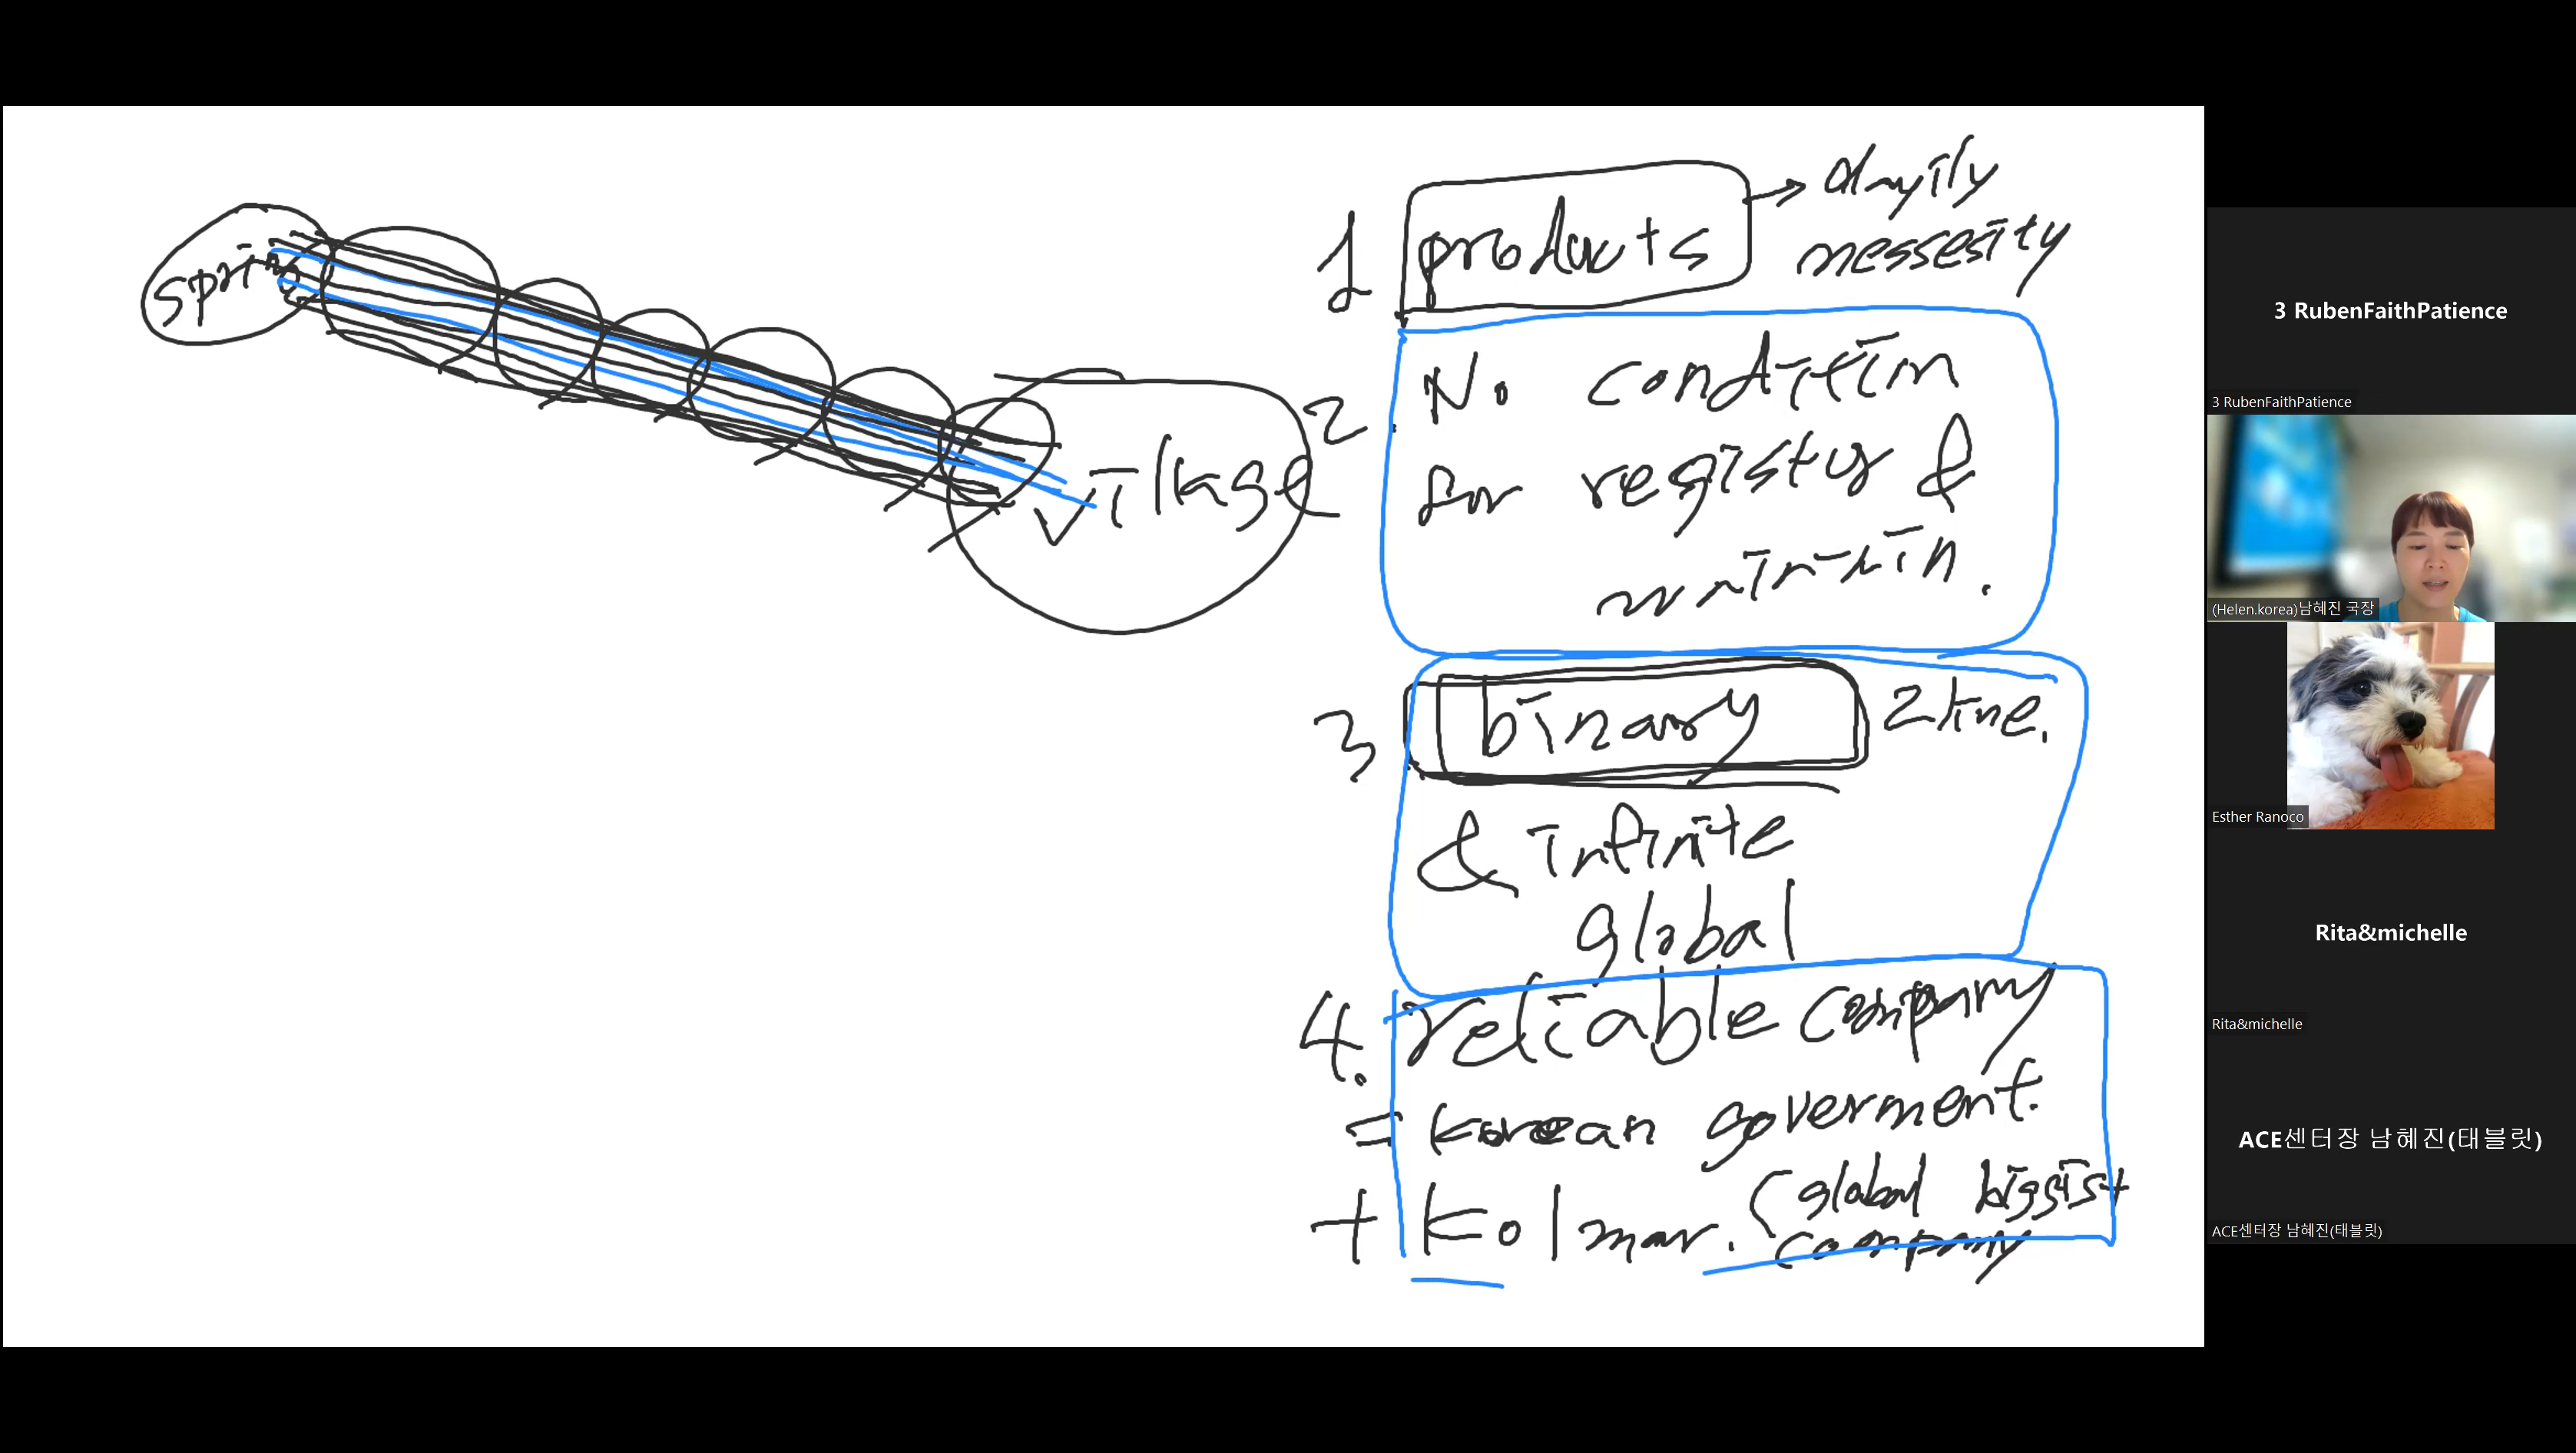 spring
village
1 products → dayily
messesity
2. No condition
for registry &
maintain.
3. binary 2 line.
& infinite
global
4. reliable company
= Korean goverment.
+ Kolmar. (global biggist
company
3 RubenFaithPatience
3 RubenFaithPatience
(Helen.korea)남혜진 국장
Esther Ranoco
Rita&michelle
Rita&michelle
ACE센터장 남혜진(태블릿)
ACE센터장 남혜진(태블릿)